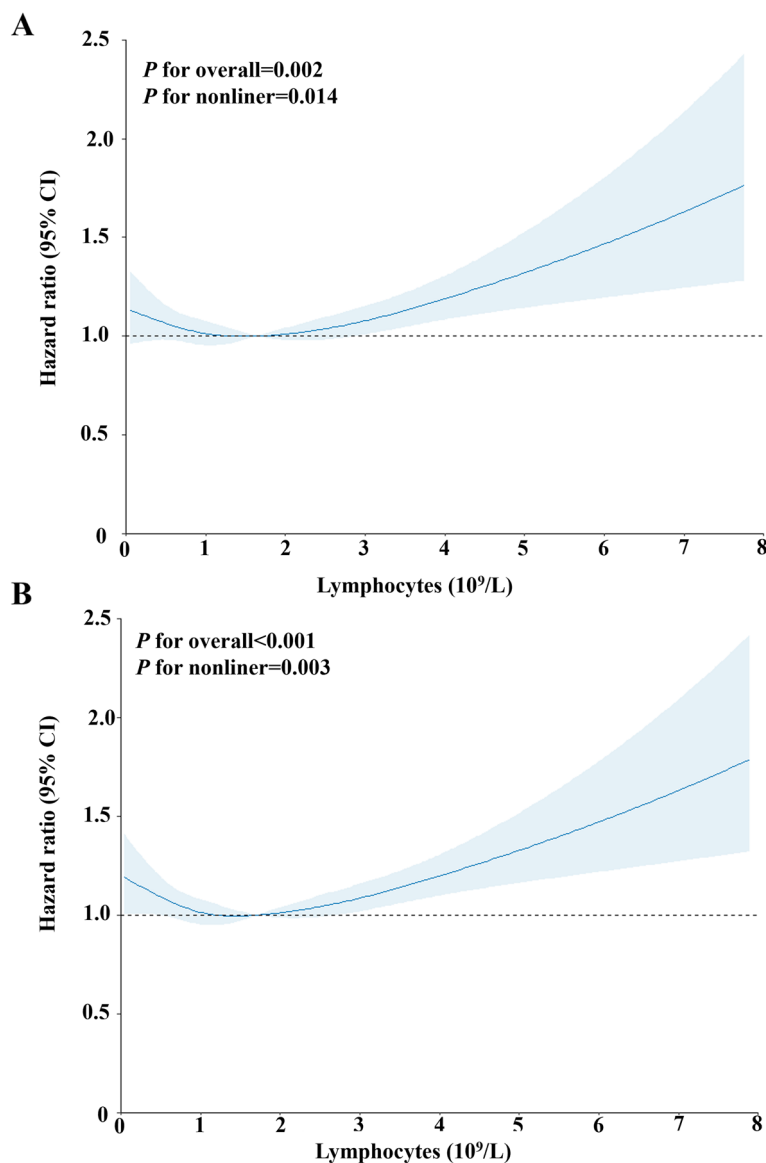 A
P for overall=0.002
P for nonliner=0.014
Hazard ratio (95% CI)
2.5
2.0
1.5
1.0
0.5
0
0 1 2 3 4 5 6 7 8
Lymphocytes (10⁹/L)
B
P for overall<0.001
P for nonliner=0.003
Hazard ratio (95% CI)
2.5
2.0
1.5
1.0
0.5
0
0 1 2 3 4 5 6 7 8
Lymphocytes (10⁹/L)